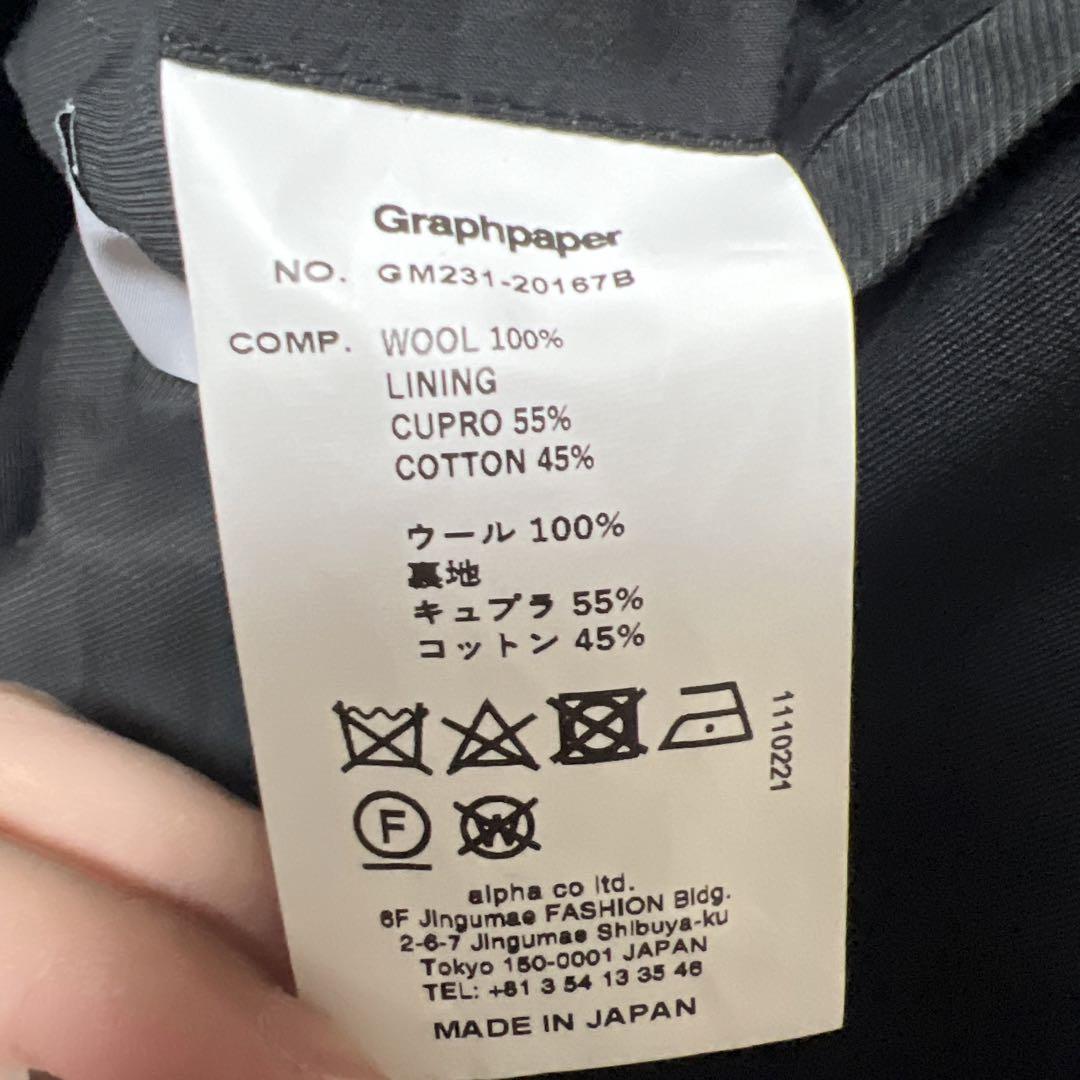 Graphpaper
NO. GM231-20167B
COMP. WOOL 100%
LINING
CUPRO 55%
COTTON 45%
ウール 100%
裏地
キュプラ 55%
コットン 45%
1110221
F
W
alpha co ltd.
6F Jingumae FASHION Bldg.
2-6-7 Jingumae Shibuya-ku
Tokyo 150-0001 JAPAN
TEL: +81 3 54 13 35 46
MADE IN JAPAN